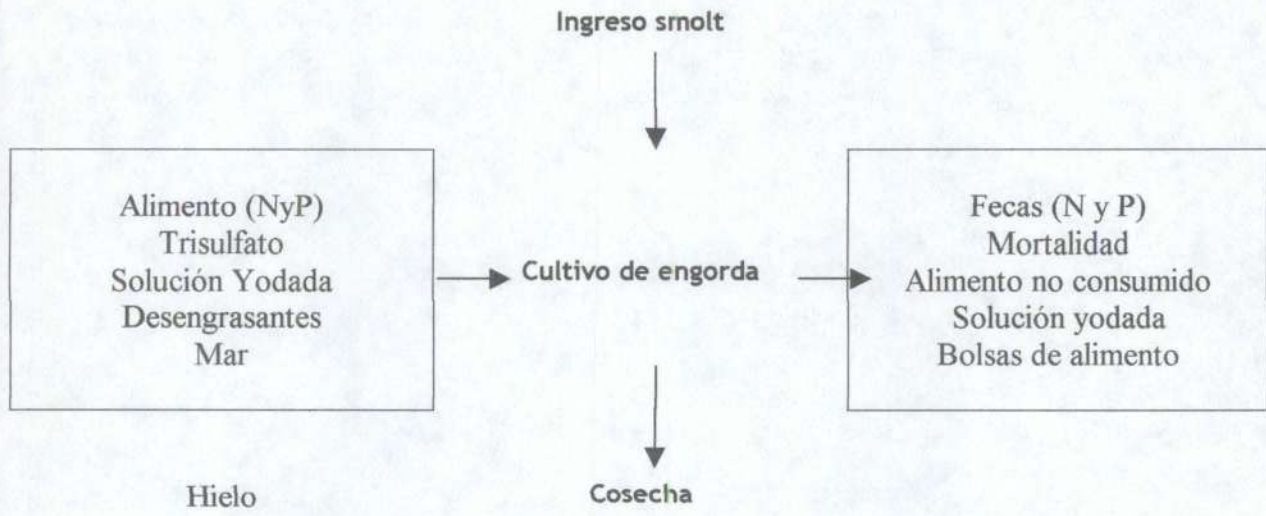 Ingreso smolt
Alimento (NyP)
Trisulfato
Solución Yodada
Desengrasantes
Mar
Cultivo de engorda
Fecas (N y P)
Mortalidad
Alimento no consumido
Solución yodada
Bolsas de alimento
Hielo
Cosecha